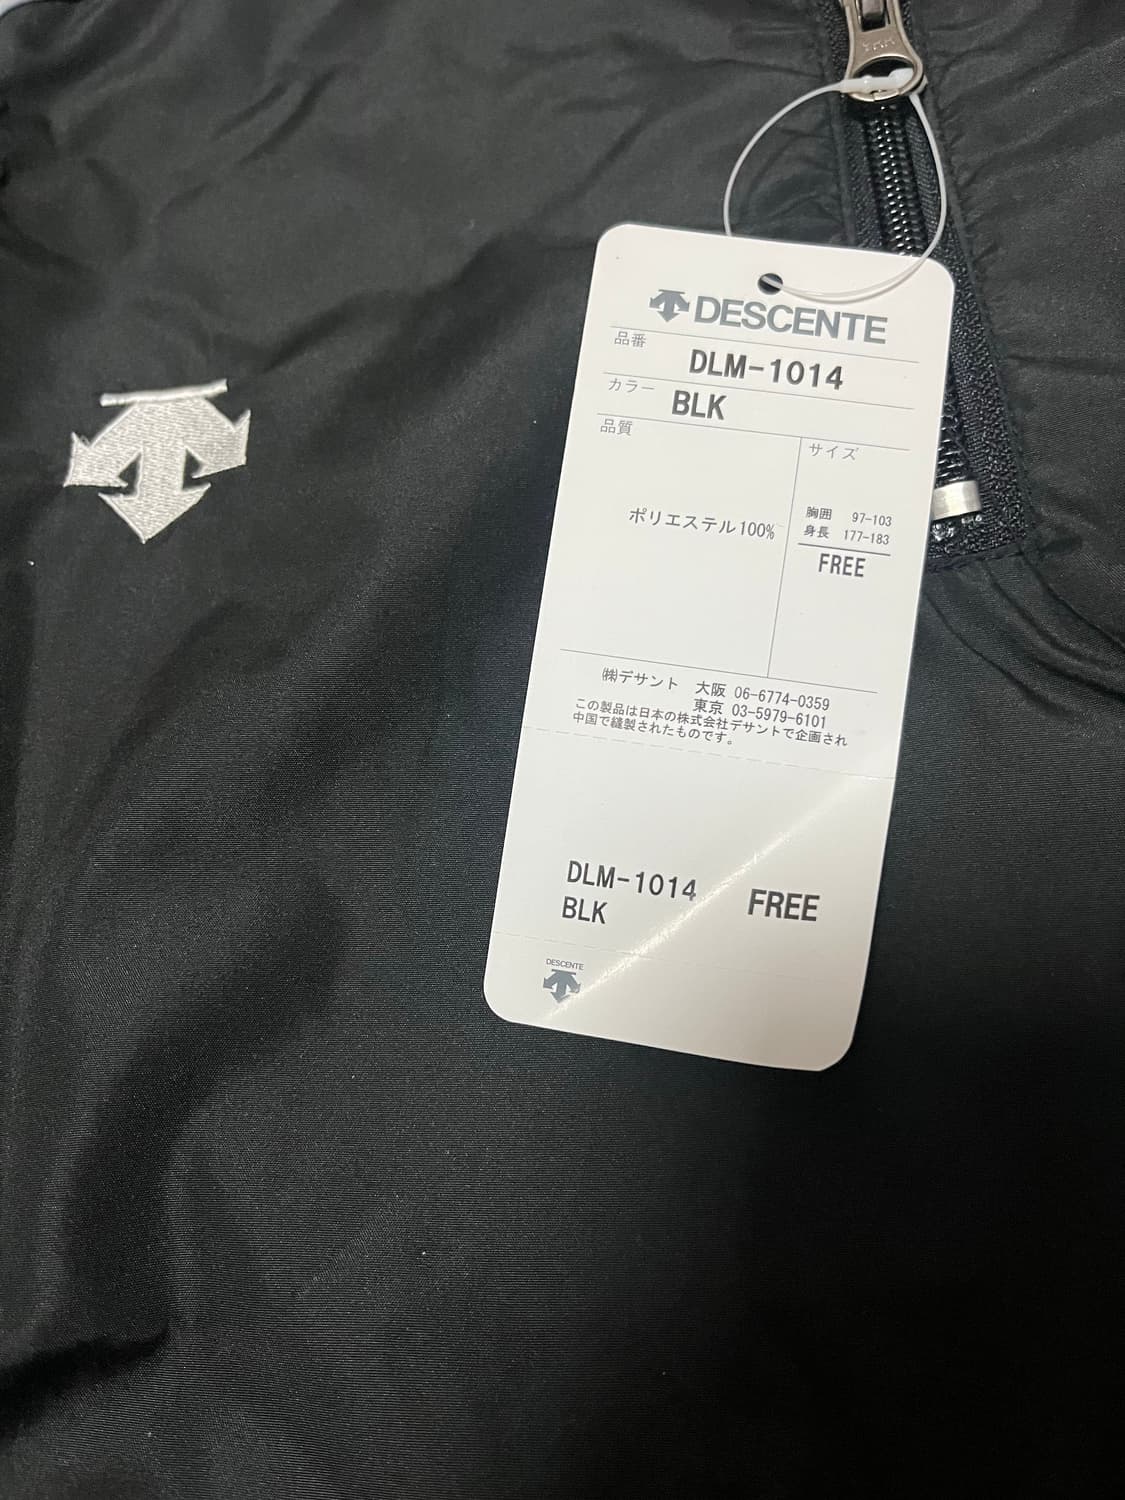 YKK
DESCENTE
品番
DLM-1014
カラー
BLK
品質
サイズ
ポリエステル100%
胸囲 97-103
身長 177-183
FREE
㈱デサント 大阪 06-6774-0359
東京 03-5979-6101
この製品は日本の株式会社デサントで企画され
中国で縫製されたものです。
DLM-1014
FREE
BLK
DESCENTE